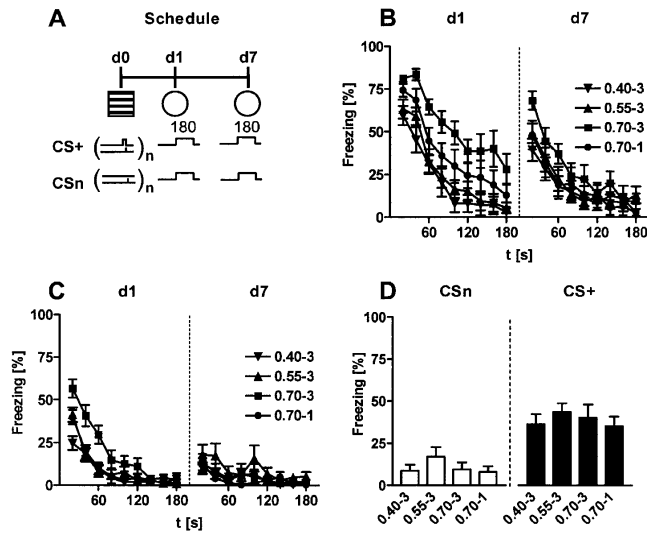 A Schedule
d0 d1 d7
180 180
CS+ ( )n
CSn ( )n
B d1 d7
Freezing [%]
100
75
50
25
0
0.40-3
0.55-3
0.70-3
0.70-1
60 120 180 60 120 180
t [s]
C d1 d7
Freezing [%]
100
75
50
25
0
0.40-3
0.55-3
0.70-3
0.70-1
60 120 180 60 120 180
t [s]
D CSn CS+
Freezing [%]
100
75
50
25
0
0.40-3 0.55-3 0.70-3 0.70-1 0.40-3 0.55-3 0.70-3 0.70-1